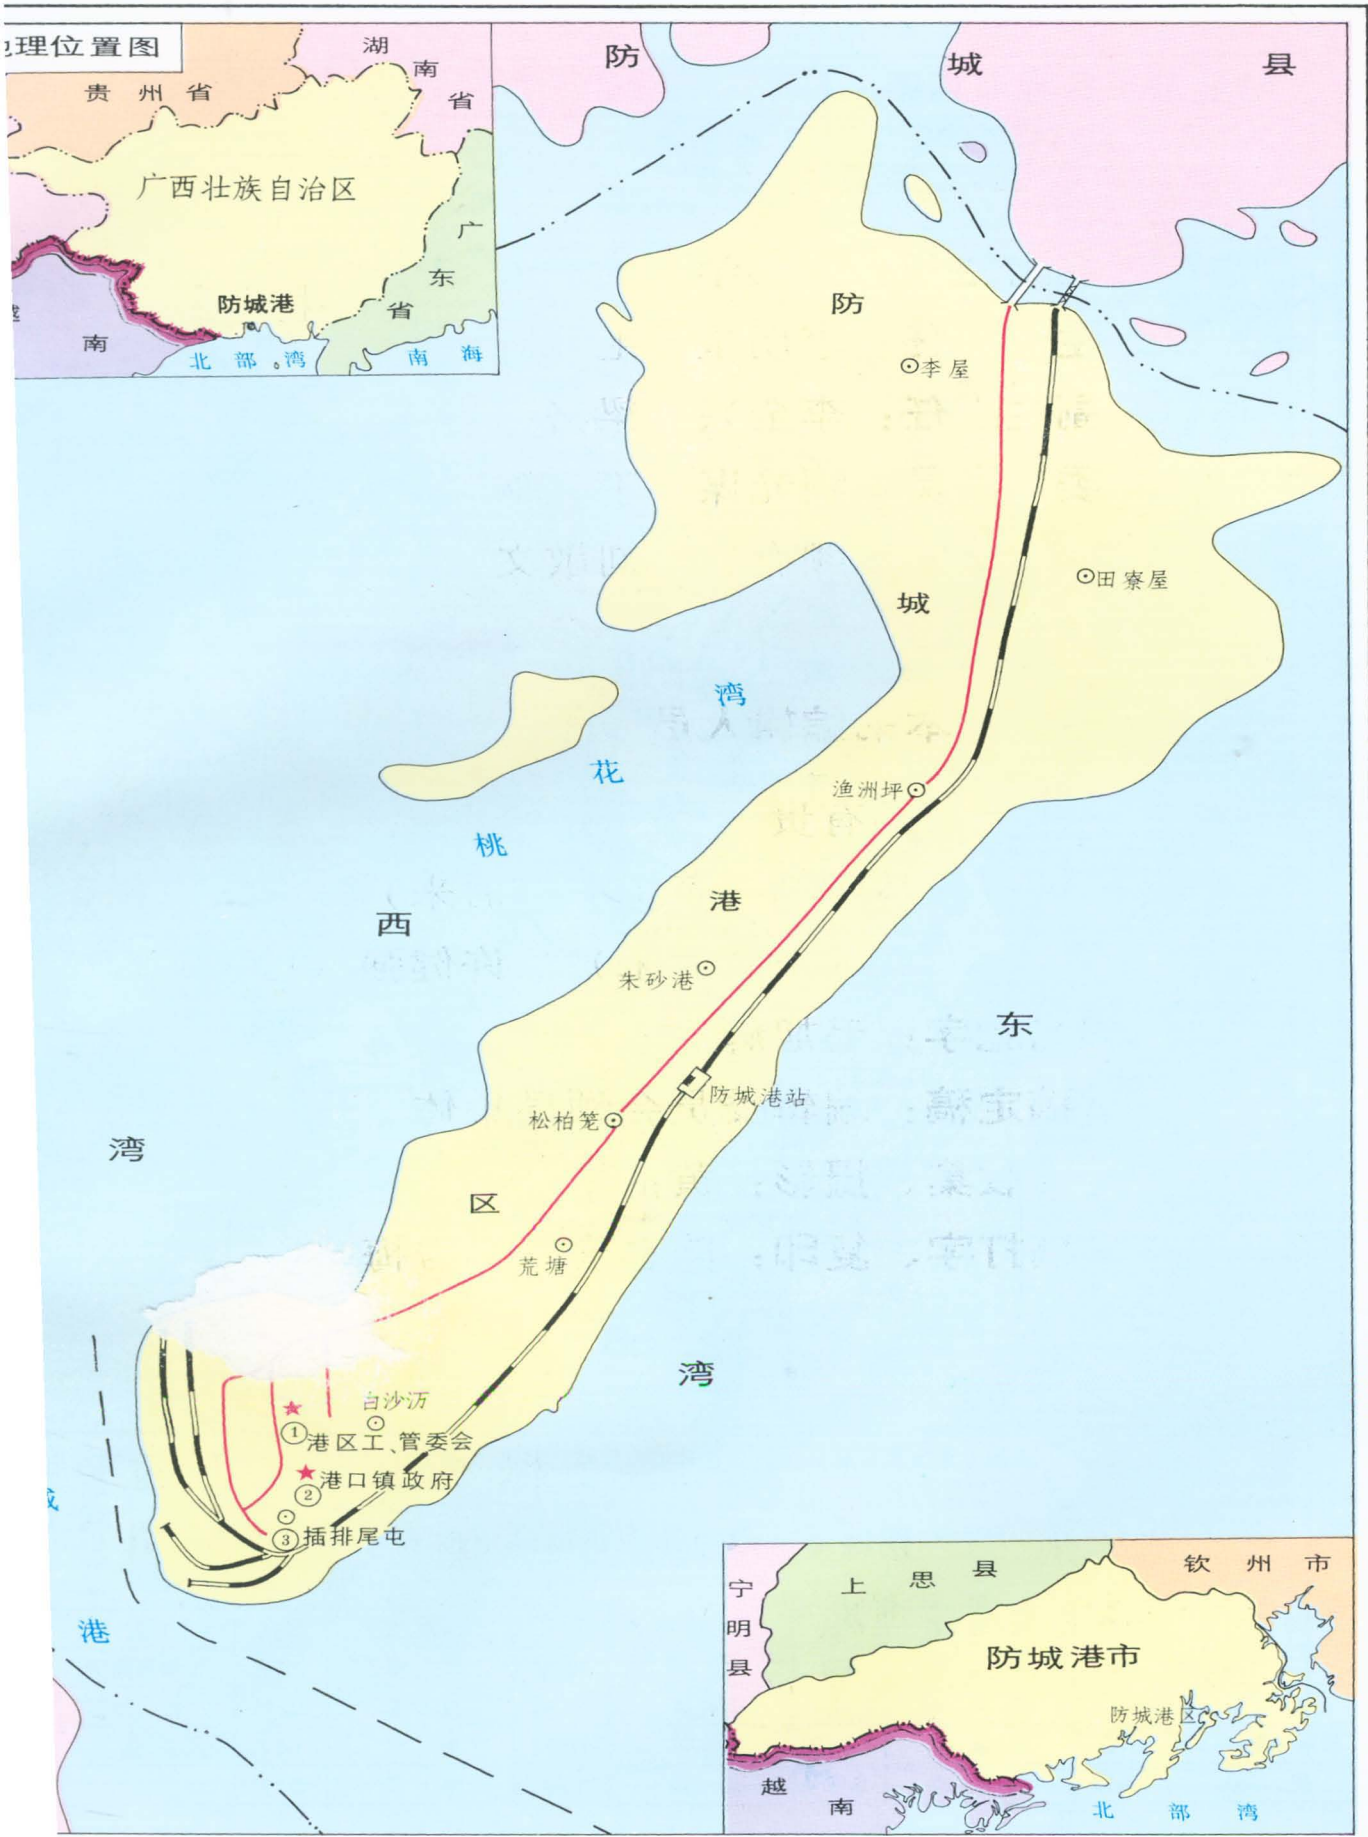 理位置图
湖南省
贵州省
广西壮族自治区
广东省
防城港
南
北部湾
南海
防城县
防城港区
李屋
田寮屋
渔洲坪
朱砂港
防城港站
松柏笼
荒塘
桃花湾
西湾
东湾
白沙沥
①港区工、管委会
②港口镇政府
③插排尾屯
港
宁明县
上思县
钦州市
防城港市
防城港区
越南
北部湾